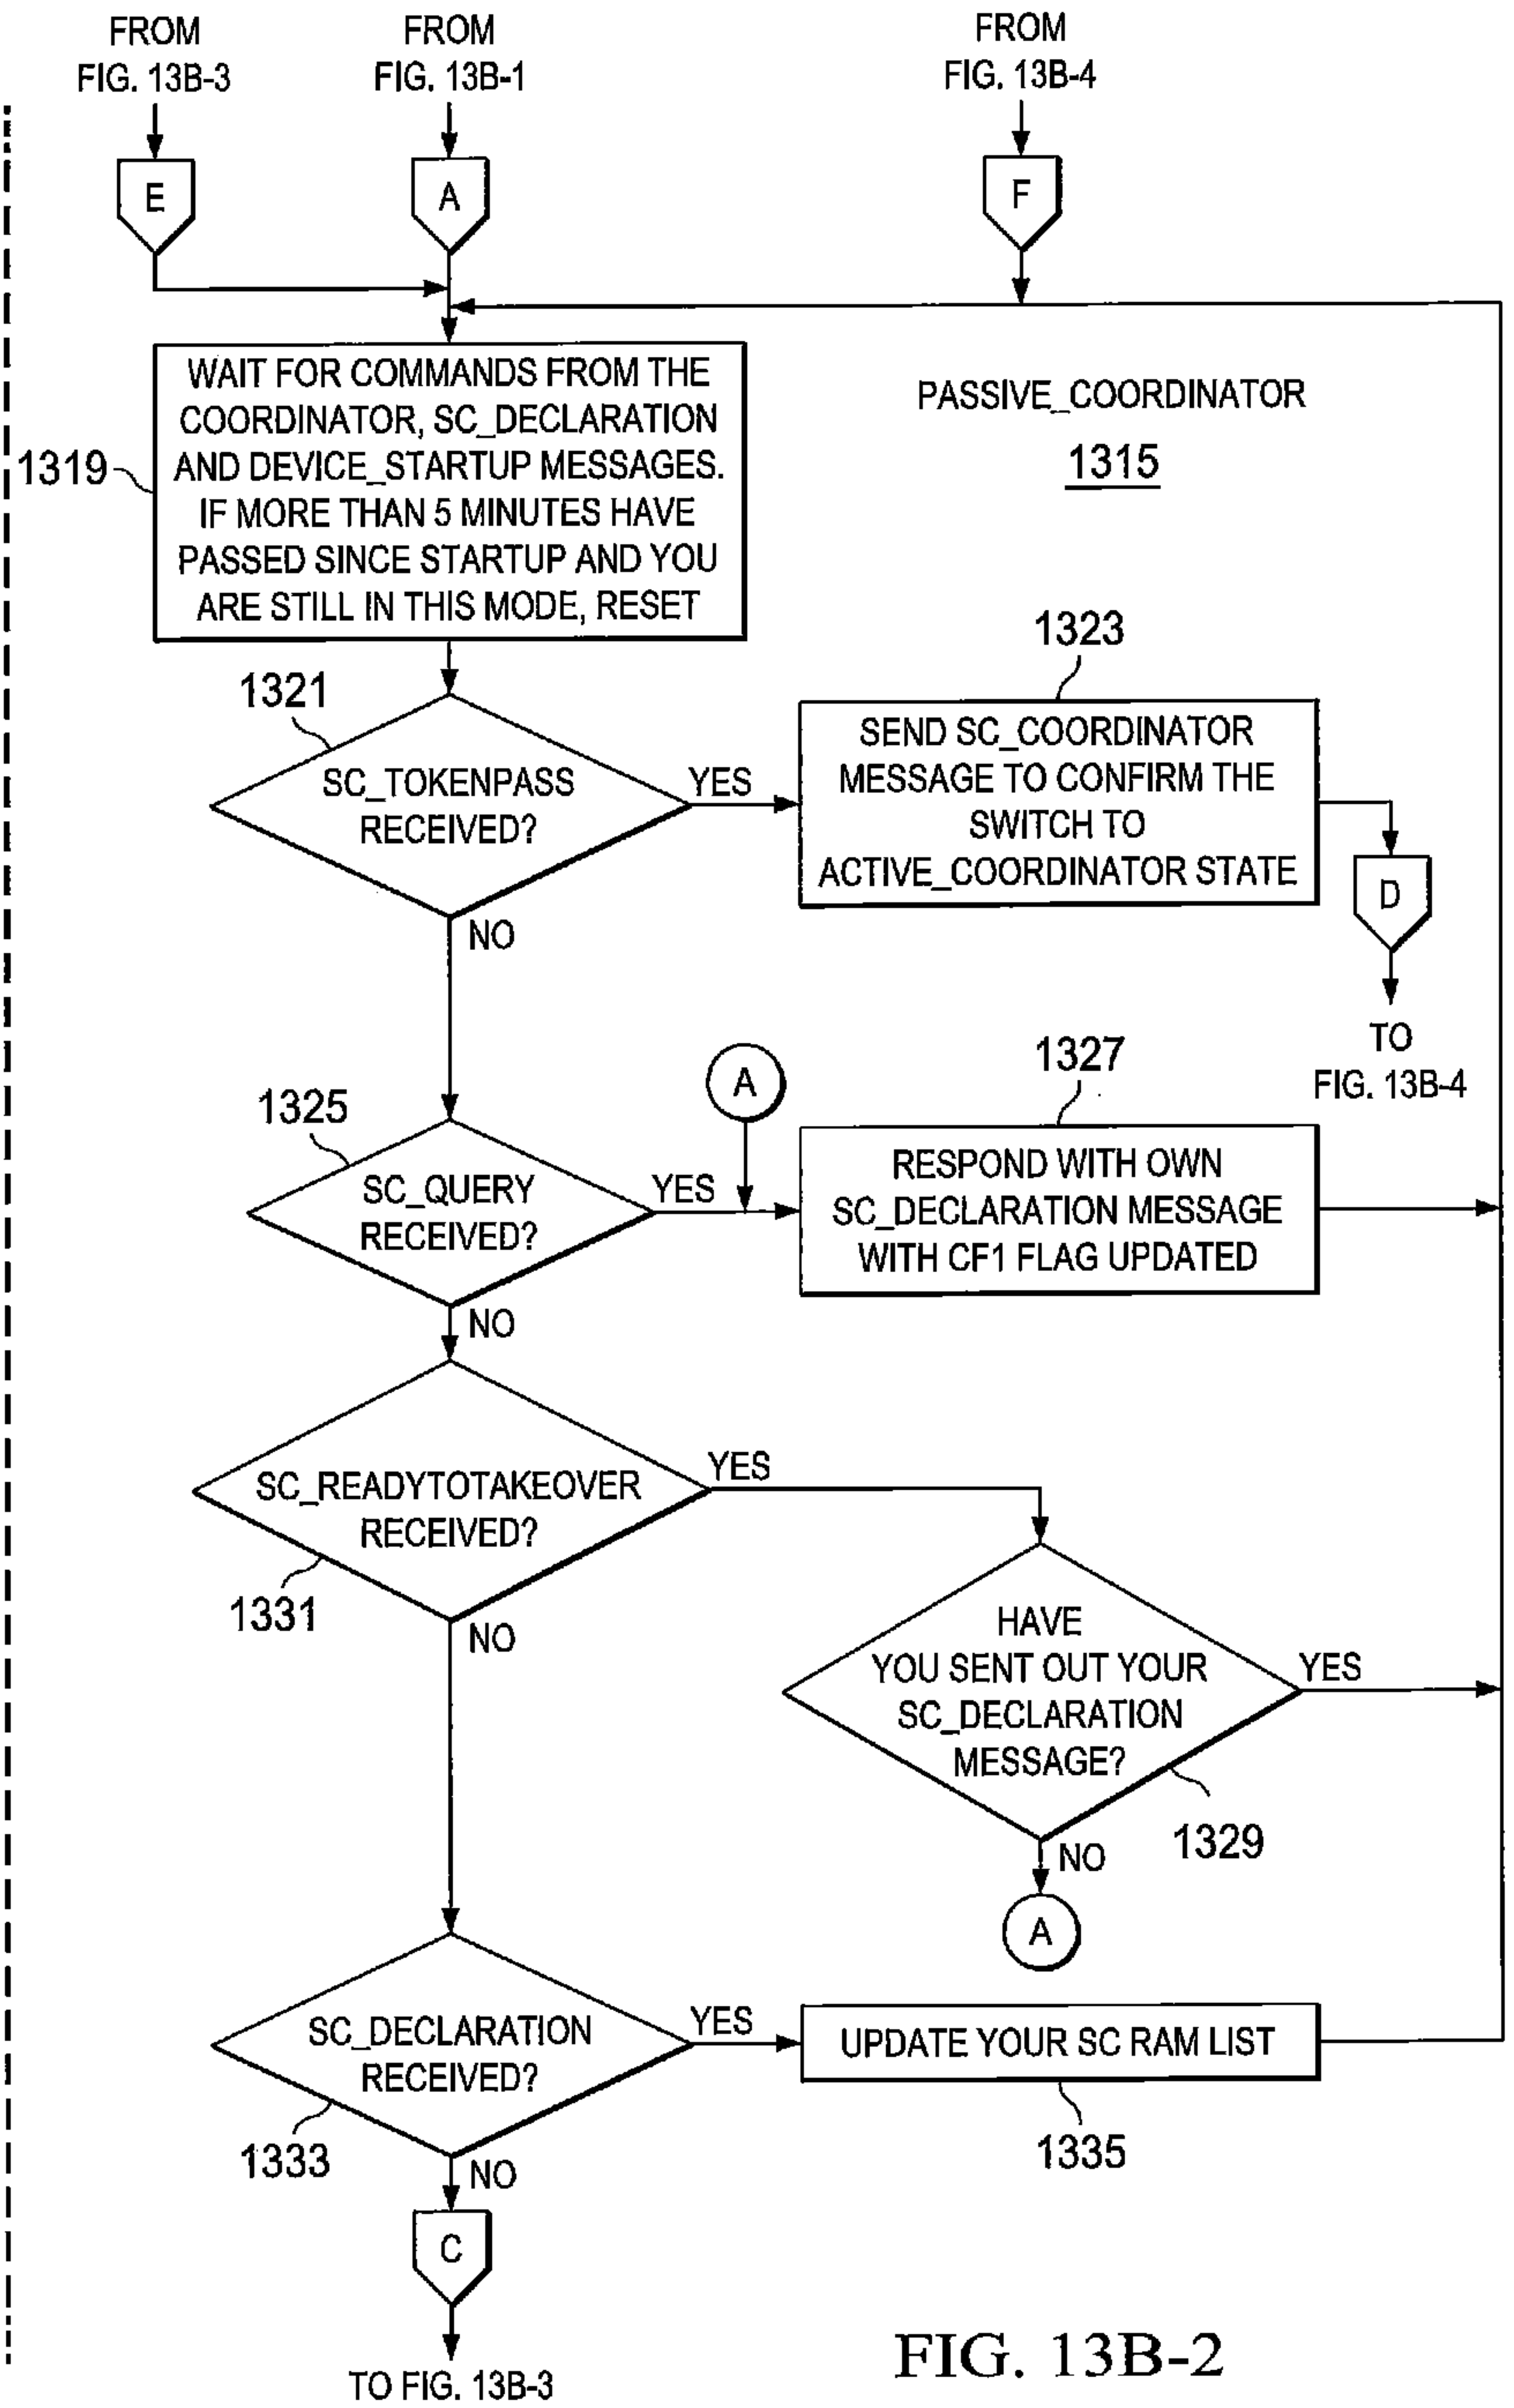 FROM
FIG. 13B-3
FROM
FIG. 13B-1
FROM
FIG. 13B-4
E
A
F
WAIT FOR COMMANDS FROM THE
COORDINATOR, SC_DECLARATION
AND DEVICE_STARTUP MESSAGES.
IF MORE THAN 5 MINUTES HAVE
PASSED SINCE STARTUP AND YOU
ARE STILL IN THIS MODE, RESET
1319
PASSIVE_COORDINATOR
1315
1321
SC_TOKENPASS
RECEIVED?
YES
NO
1323
SEND SC_COORDINATOR
MESSAGE TO CONFIRM THE
SWITCH TO
ACTIVE_COORDINATOR STATE
D
TO
FIG. 13B-4
1325
SC_QUERY
RECEIVED?
YES
NO
A
1327
RESPOND WITH OWN
SC_DECLARATION MESSAGE
WITH CF1 FLAG UPDATED
SC_READYTOTAKEOVER
RECEIVED?
YES
1331
NO
HAVE
YOU SENT OUT YOUR
SC_DECLARATION
MESSAGE?
YES
1329
NO
A
SC_DECLARATION
RECEIVED?
YES
1333
NO
UPDATE YOUR SC RAM LIST
1335
C
TO FIG. 13B-3
FIG. 13B-2